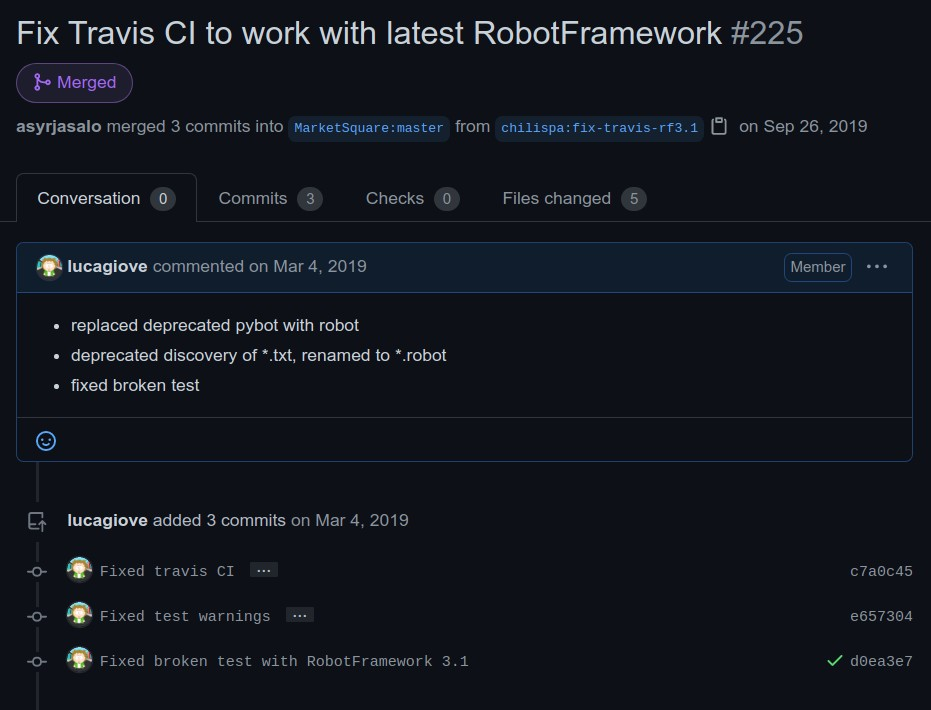 Fix Travis CI to work with latest RobotFramework #225
Merged
asyrjasalo merged 3 commits into MarketSquare:master from chilispa:fix-travis-rf3.1 on Sep 26, 2019
Conversation 0 Commits 3 Checks 0 Files changed 5
lucagiove commented on Mar 4, 2019 Member ...
• replaced deprecated pybot with robot
• deprecated discovery of *.txt, renamed to *.robot
• fixed broken test
lucagiove added 3 commits on Mar 4, 2019
Fixed travis CI ... c7a0c45
Fixed test warnings ... e657304
Fixed broken test with RobotFramework 3.1 d0ea3e7